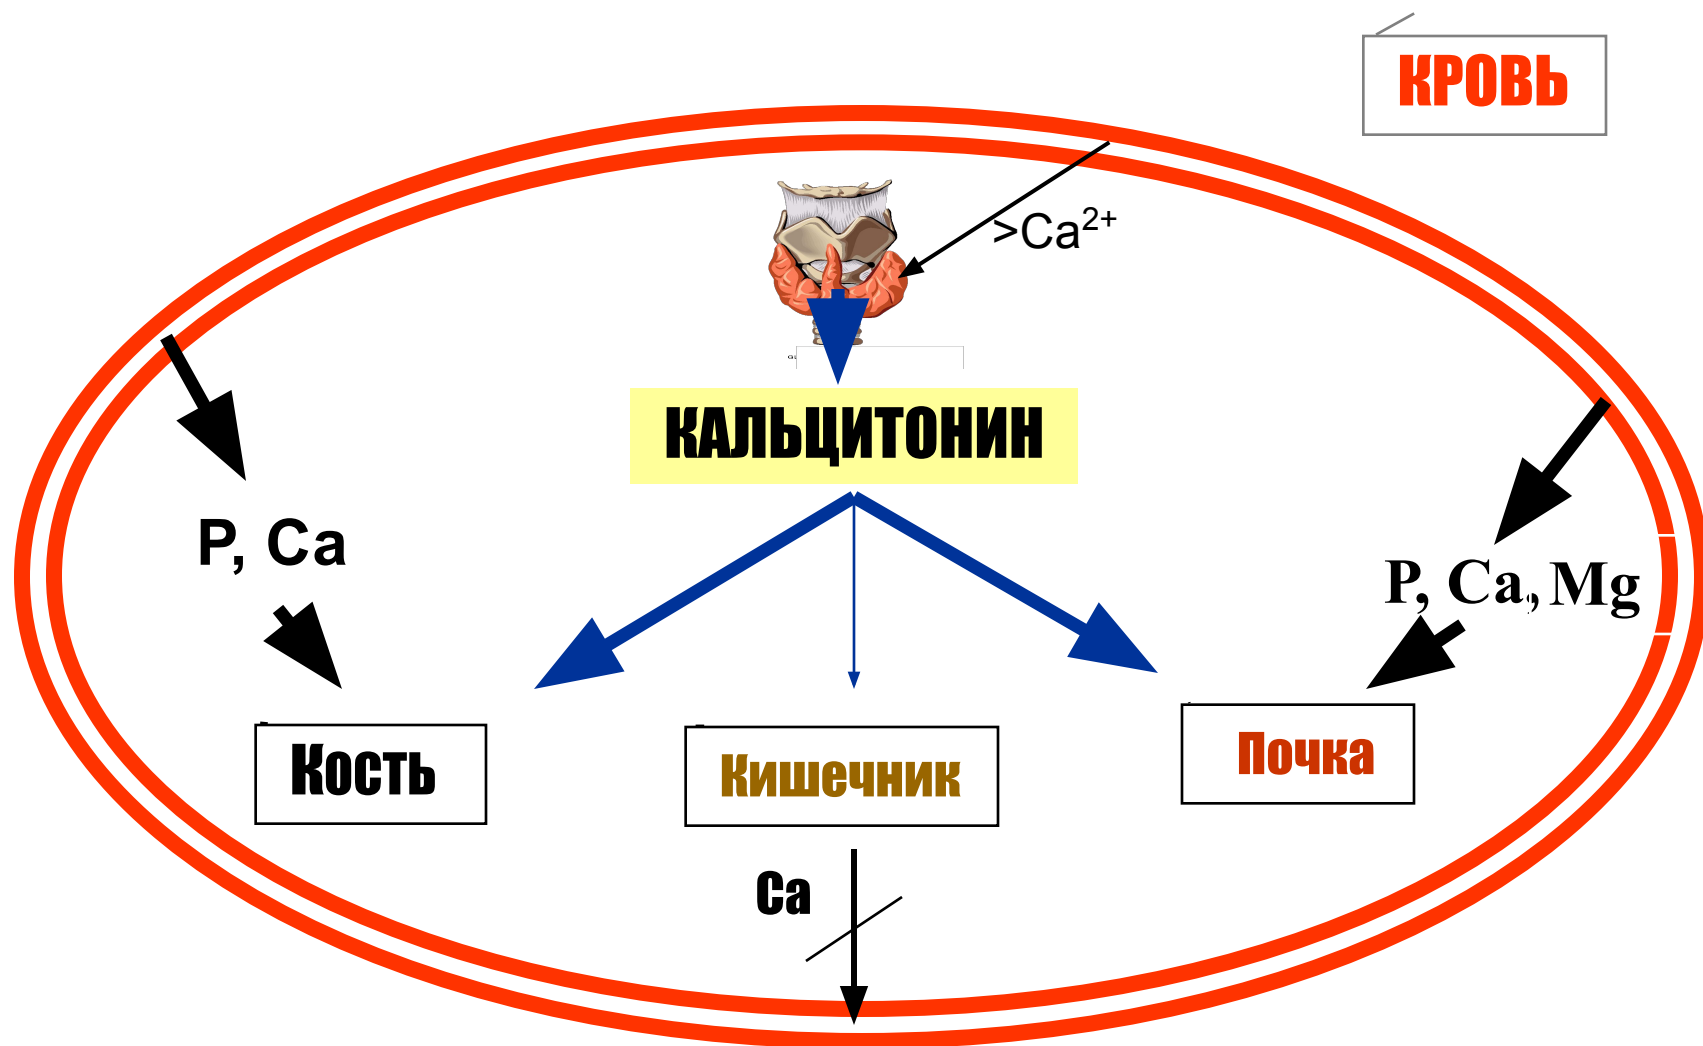 КРОВЬ
>Ca²⁺
КАЛЬЦИТОНИН
P, Ca
P, Ca, Mg
Кость
Кишечник
Почка
Ca